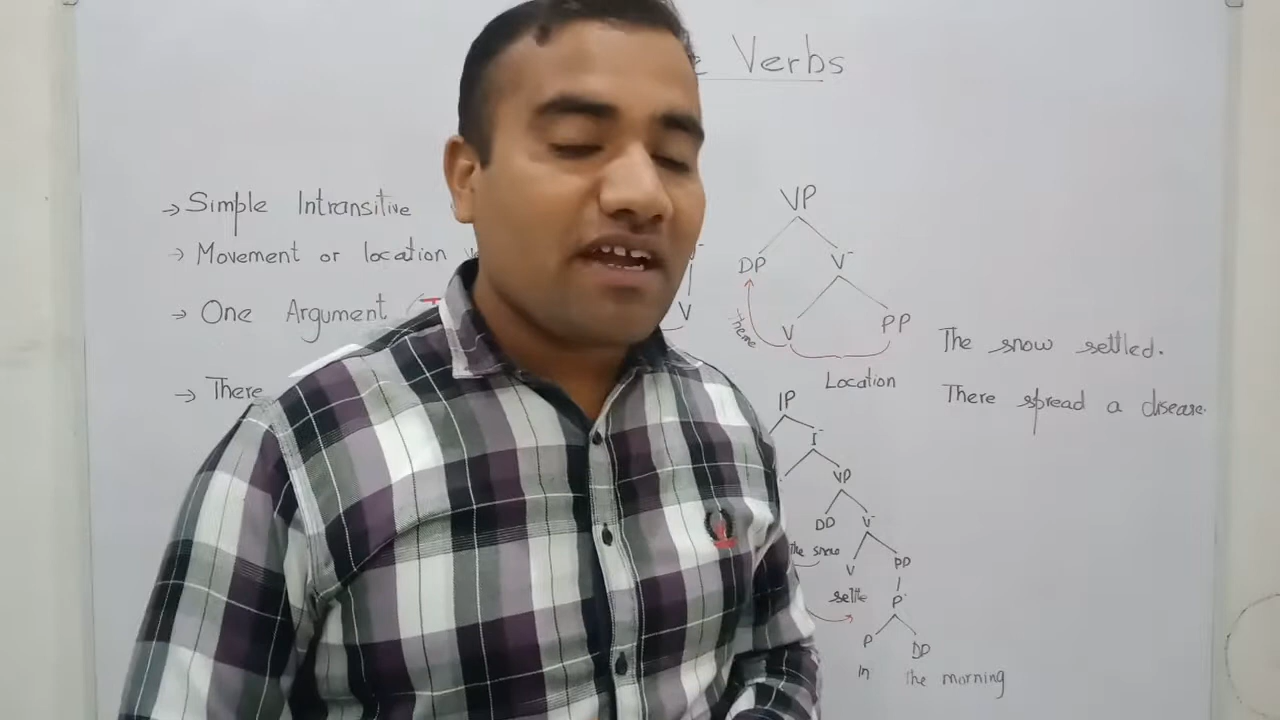 Verbs
→ Simple Intransitive
→ Movement or location
→ One Argument
→ There
VP
DP V‾
V PP
Theme
Location
V
The snow settled.
There spread a disease.
IP
I‾
VP
DP V‾
the snow V PP
settle P‾
P DP
in the morning